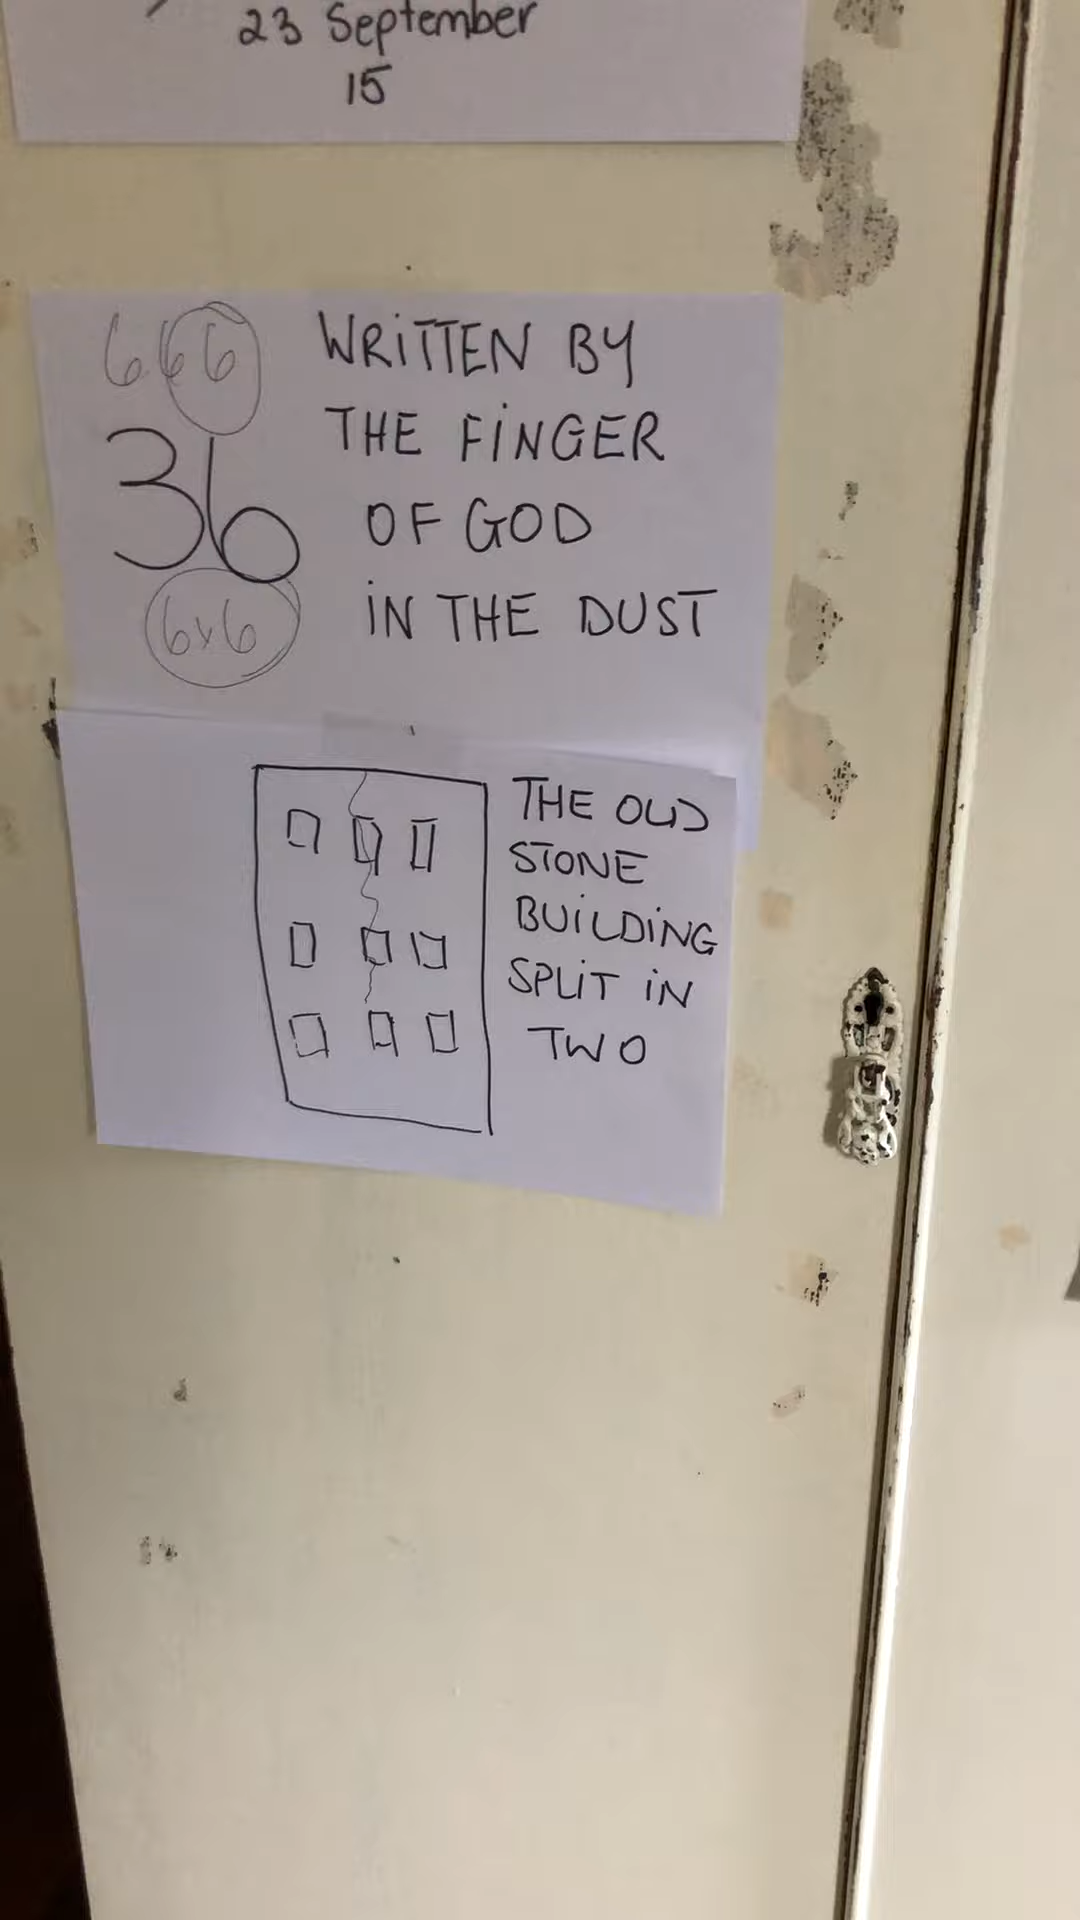 23 September
15
666
WRiTTEN BY
THE FiNGER
36
OF GOD
6x6
iN THE DUST
THE OLD
STONE
BUiLDiNG
SPLiT iN
TWO